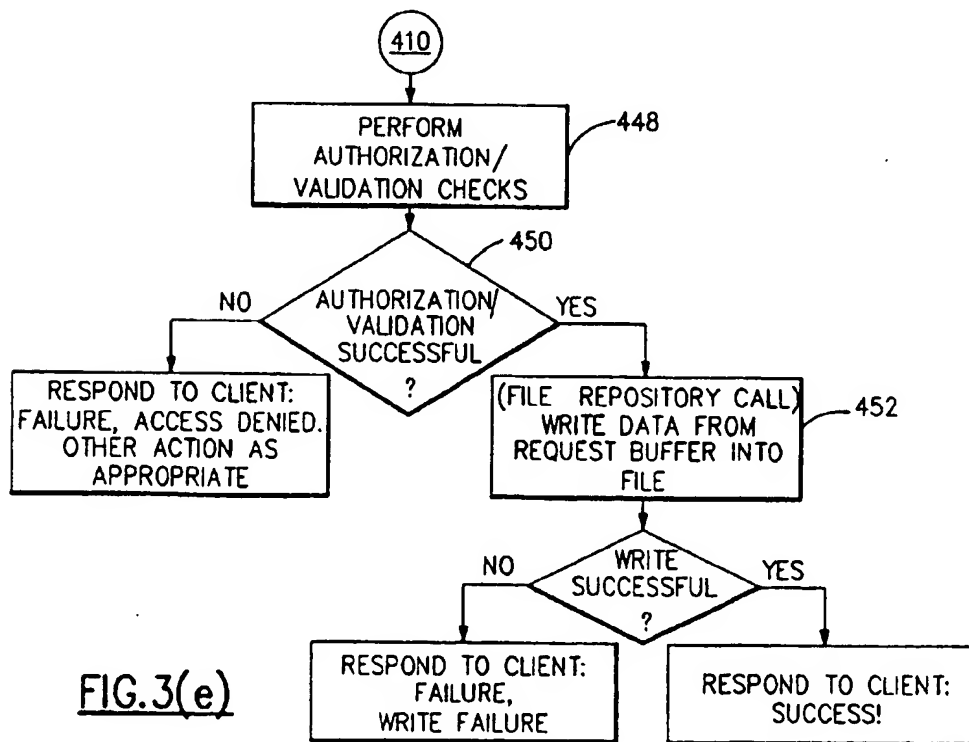 410
PERFORM
AUTHORIZATION/
VALIDATION CHECKS
448
450
AUTHORIZATION/
VALIDATION
SUCCESSFUL
?
NO
YES
RESPOND TO CLIENT:
FAILURE, ACCESS DENIED.
OTHER ACTION AS
APPROPRIATE
(FILE REPOSITORY CALL)
WRITE DATA FROM
REQUEST BUFFER INTO
FILE
452
WRITE
SUCCESSFUL
?
NO
YES
RESPOND TO CLIENT:
FAILURE,
WRITE FAILURE
RESPOND TO CLIENT:
SUCCESS!
FIG.3(e)